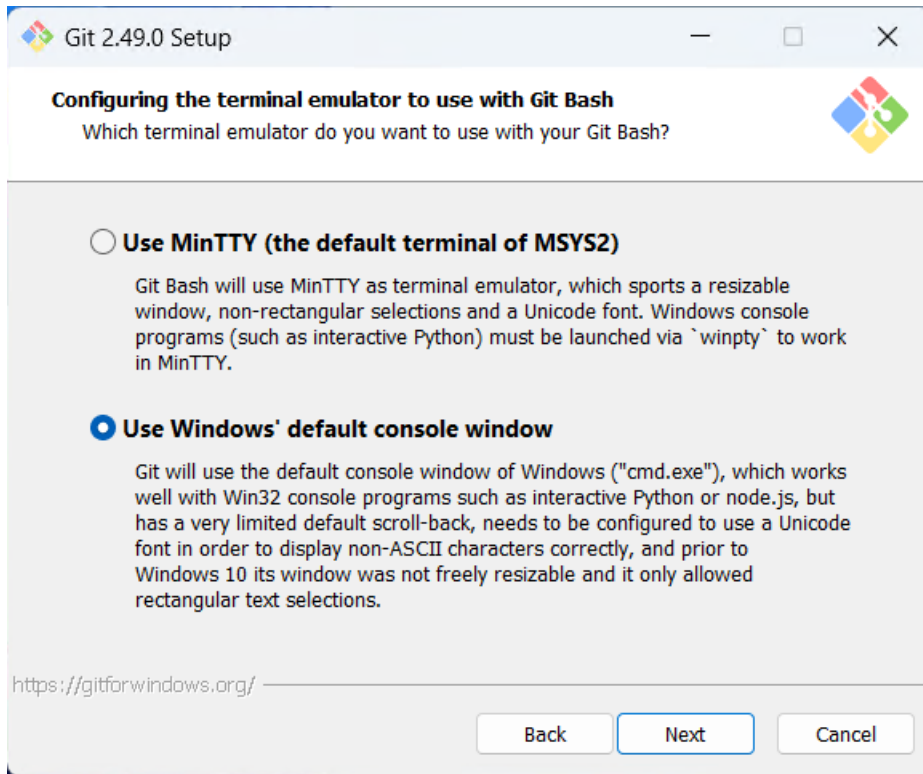 Git 2.49.0 Setup
Configuring the terminal emulator to use with Git Bash
Which terminal emulator do you want to use with your Git Bash?
Use MinTTY (the default terminal of MSYS2)
Git Bash will use MinTTY as terminal emulator, which sports a resizable
window, non-rectangular selections and a Unicode font. Windows console
programs (such as interactive Python) must be launched via `winpty` to work
in MinTTY.
Use Windows' default console window
Git will use the default console window of Windows ("cmd.exe"), which works
well with Win32 console programs such as interactive Python or node.js, but
has a very limited default scroll-back, needs to be configured to use a Unicode
font in order to display non-ASCII characters correctly, and prior to
Windows 10 its window was not freely resizable and it only allowed
rectangular text selections.
https://gitforwindows.org/
Back Next Cancel